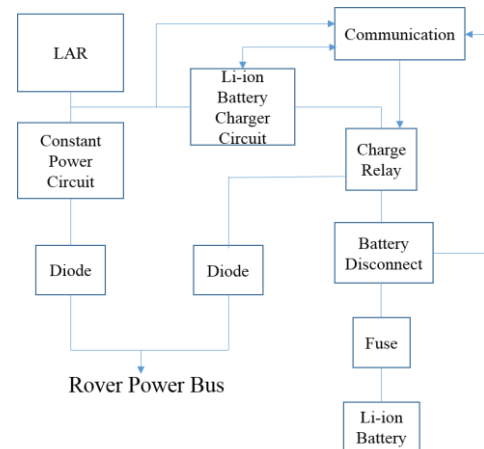 Communication
LAR
Li-ion
Battery
Charger
Circuit
Constant
Power
Circuit
Charge
Relay
Battery
Disconnect
Diode
Diode
Fuse
Rover Power Bus
Li-ion
Battery